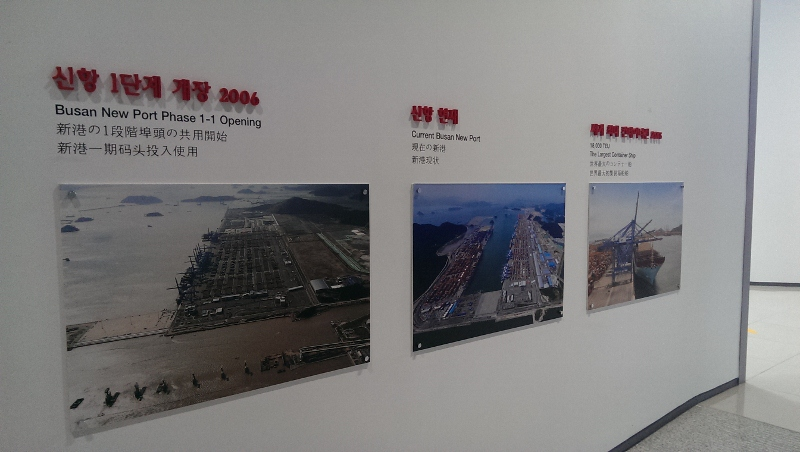 신항 1단계 개장 2006
Busan New Port Phase 1-1 Opening
新港の1段階埠頭の共用開始
新港一期码头投入使用
신항 현재
Current Busan New Port
現在の新港
新港现状
TEU
The Largest Container Ship